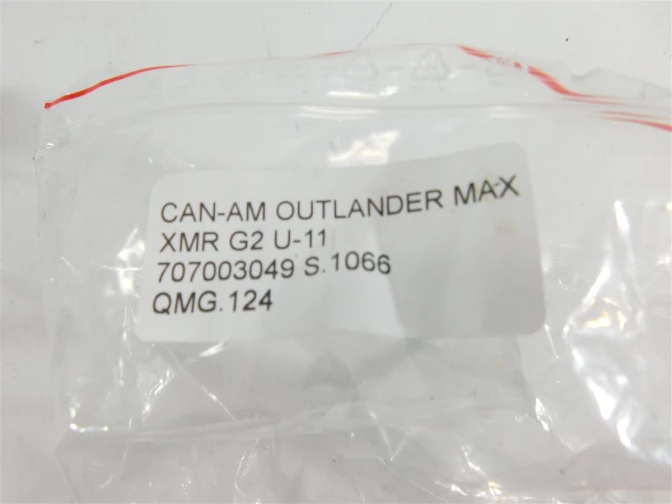 CAN-AM OUTLANDER MAX
XMR G2 U-11
707003049 S.1066
QMG.124